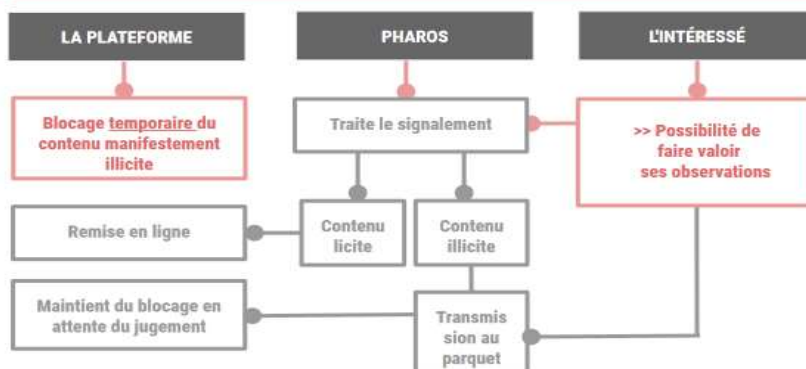 LA PLATEFORME
PHAROS
L'INTÉRESSÉ
Blocage temporaire du
contenu manifestement
illicite
Traite le signalement
>> Possibilité de
faire valoir
ses observations
Remise en ligne
Contenu
licite
Contenu
illicite
Maintient du blocage en
attente du jugement
Transmis
sion au
parquet